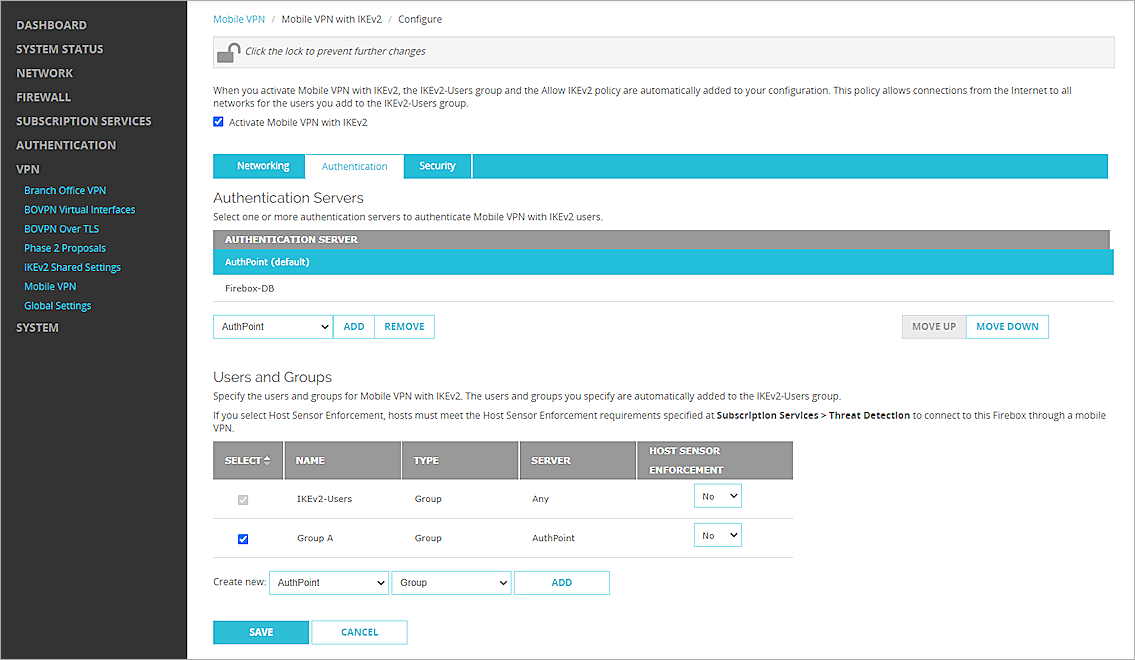 DASHBOARD
SYSTEM STATUS
NETWORK
FIREWALL
SUBSCRIPTION SERVICES
AUTHENTICATION
VPN
Branch Office VPN
BOVPN Virtual Interfaces
BOVPN Over TLS
Phase 2 Proposals
IKEv2 Shared Settings
Mobile VPN
Global Settings
SYSTEM
Mobile VPN / Mobile VPN with IKEv2 / Configure
Click the lock to prevent further changes
When you activate Mobile VPN with IKEv2, the IKEv2-Users group and the Allow IKEv2 policy are automatically added to your configuration. This policy allows connections from the Internet to all
networks for the users you add to the IKEv2-Users group.
Activate Mobile VPN with IKEv2
Networking Authentication Security
Authentication Servers
Select one or more authentication servers to authenticate Mobile VPN with IKEv2 users.
AUTHENTICATION SERVER
AuthPoint (default)
Firebox-DB
AuthPoint ADD REMOVE MOVE UP MOVE DOWN
Users and Groups
Specify the users and groups for Mobile VPN with IKEv2. The users and groups you specify are automatically added to the IKEv2-Users group.
If you select Host Sensor Enforcement, hosts must meet the Host Sensor Enforcement requirements specified at Subscription Services > Threat Detection to connect to this Firebox through a mobile
VPN.
SELECT NAME TYPE SERVER HOST SENSOR
ENFORCEMENT
IKEv2-Users Group Any No
Group A Group AuthPoint No
Create new: AuthPoint Group ADD
SAVE CANCEL